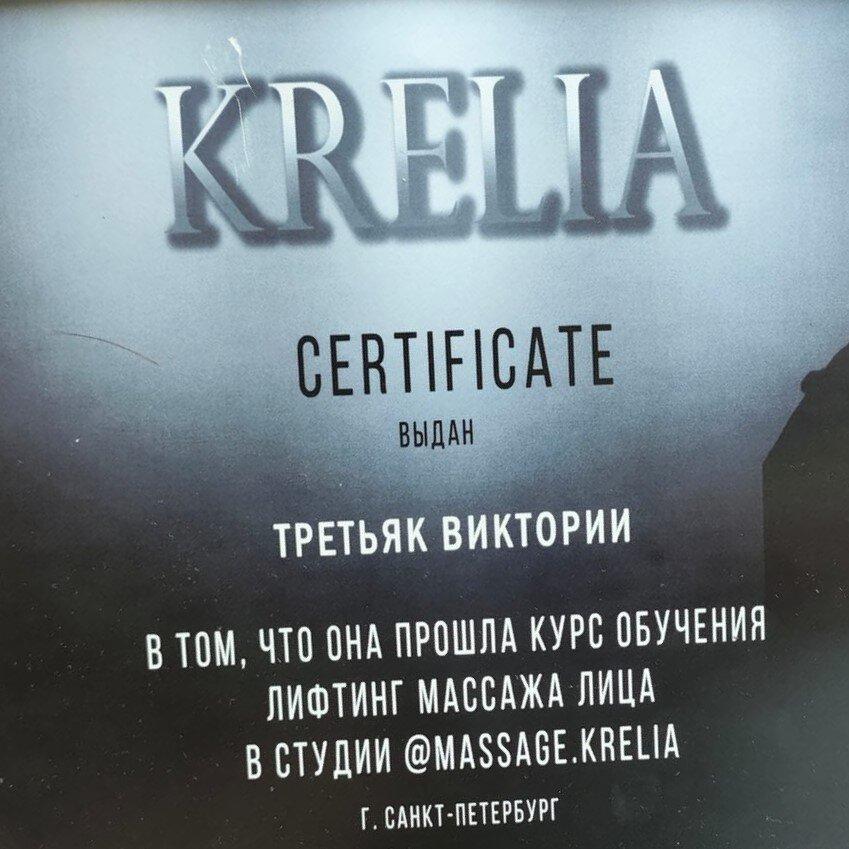 KRELIA
CERTIFICATE
ВЫДАН
ТРЕТЬЯК ВИКТОРИИ
В ТОМ, ЧТО ОНА ПРОШЛА КУРС ОБУЧЕНИЯ
ЛИФТИНГ МАССАЖА ЛИЦА
В СТУДИИ @MASSAGE.KRELIA
Г. САНКТ-ПЕТЕРБУРГ